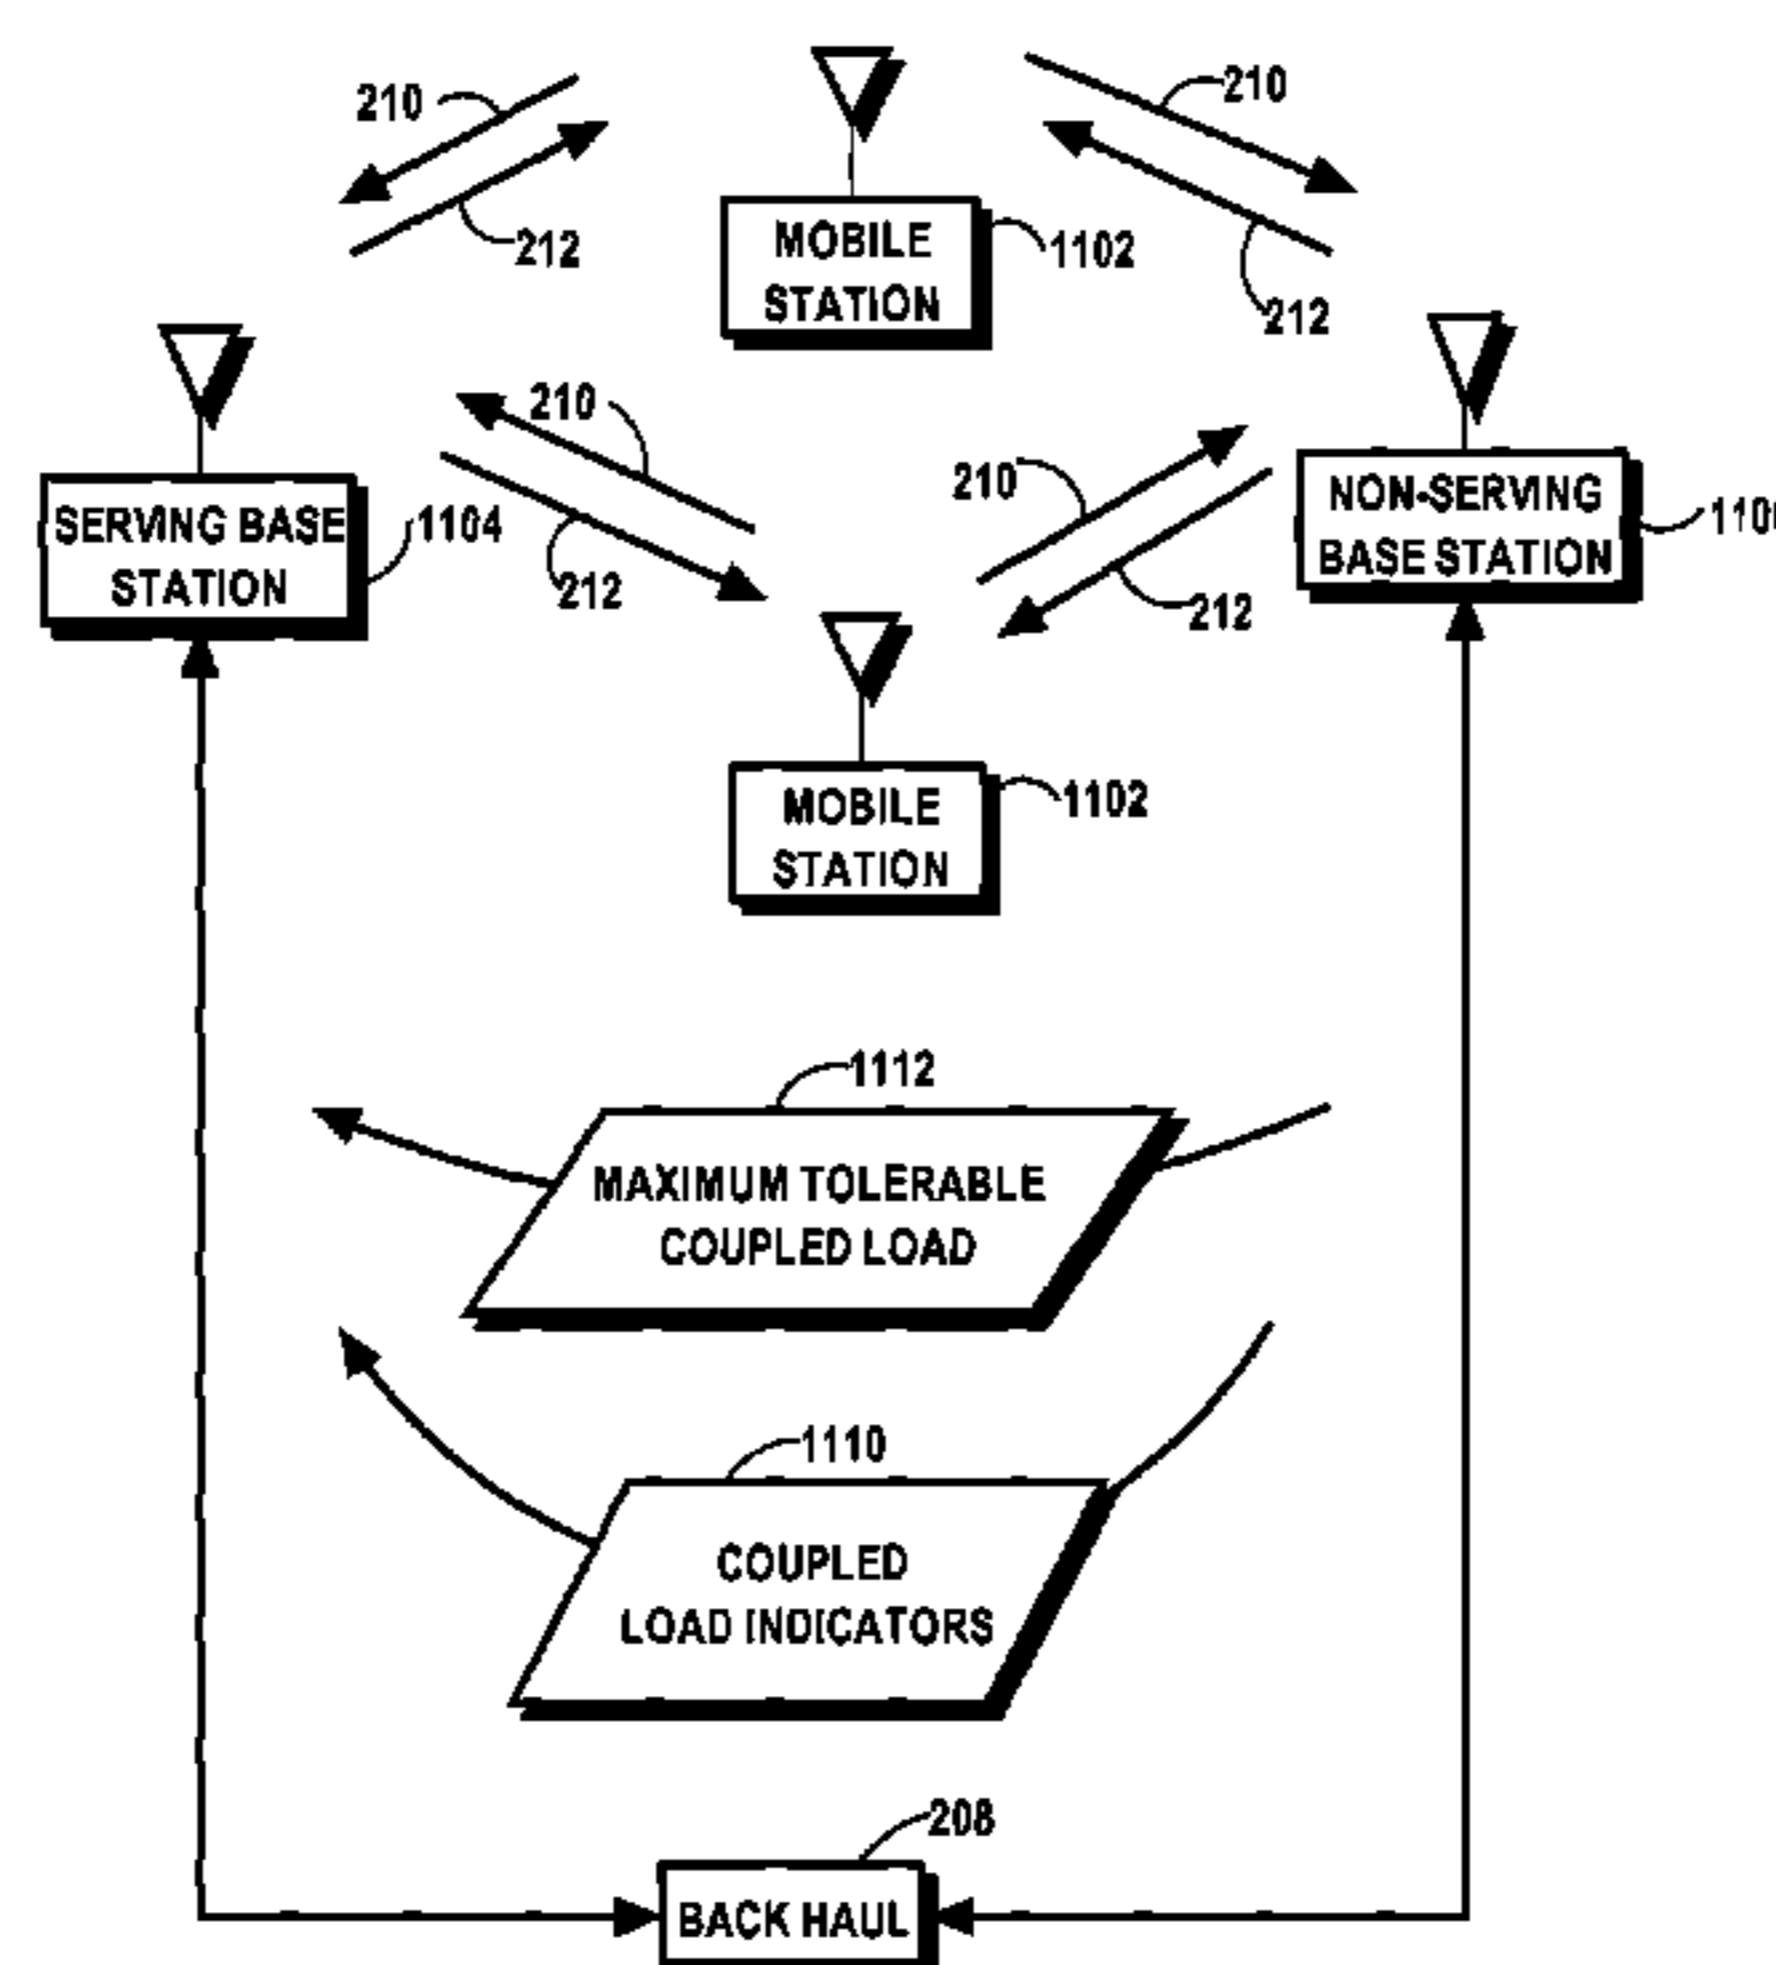 210
210
212
MOBILE
STATION
1102
212
210
210
SERVING BASE
STATION
1104
212
NON-SERVING
BASE STATION
212
MOBILE
STATION
1102
1112
MAXIMUM TOLERABLE
COUPLED LOAD
1110
COUPLED
LOAD INDICATORS
208
BACK HAUL